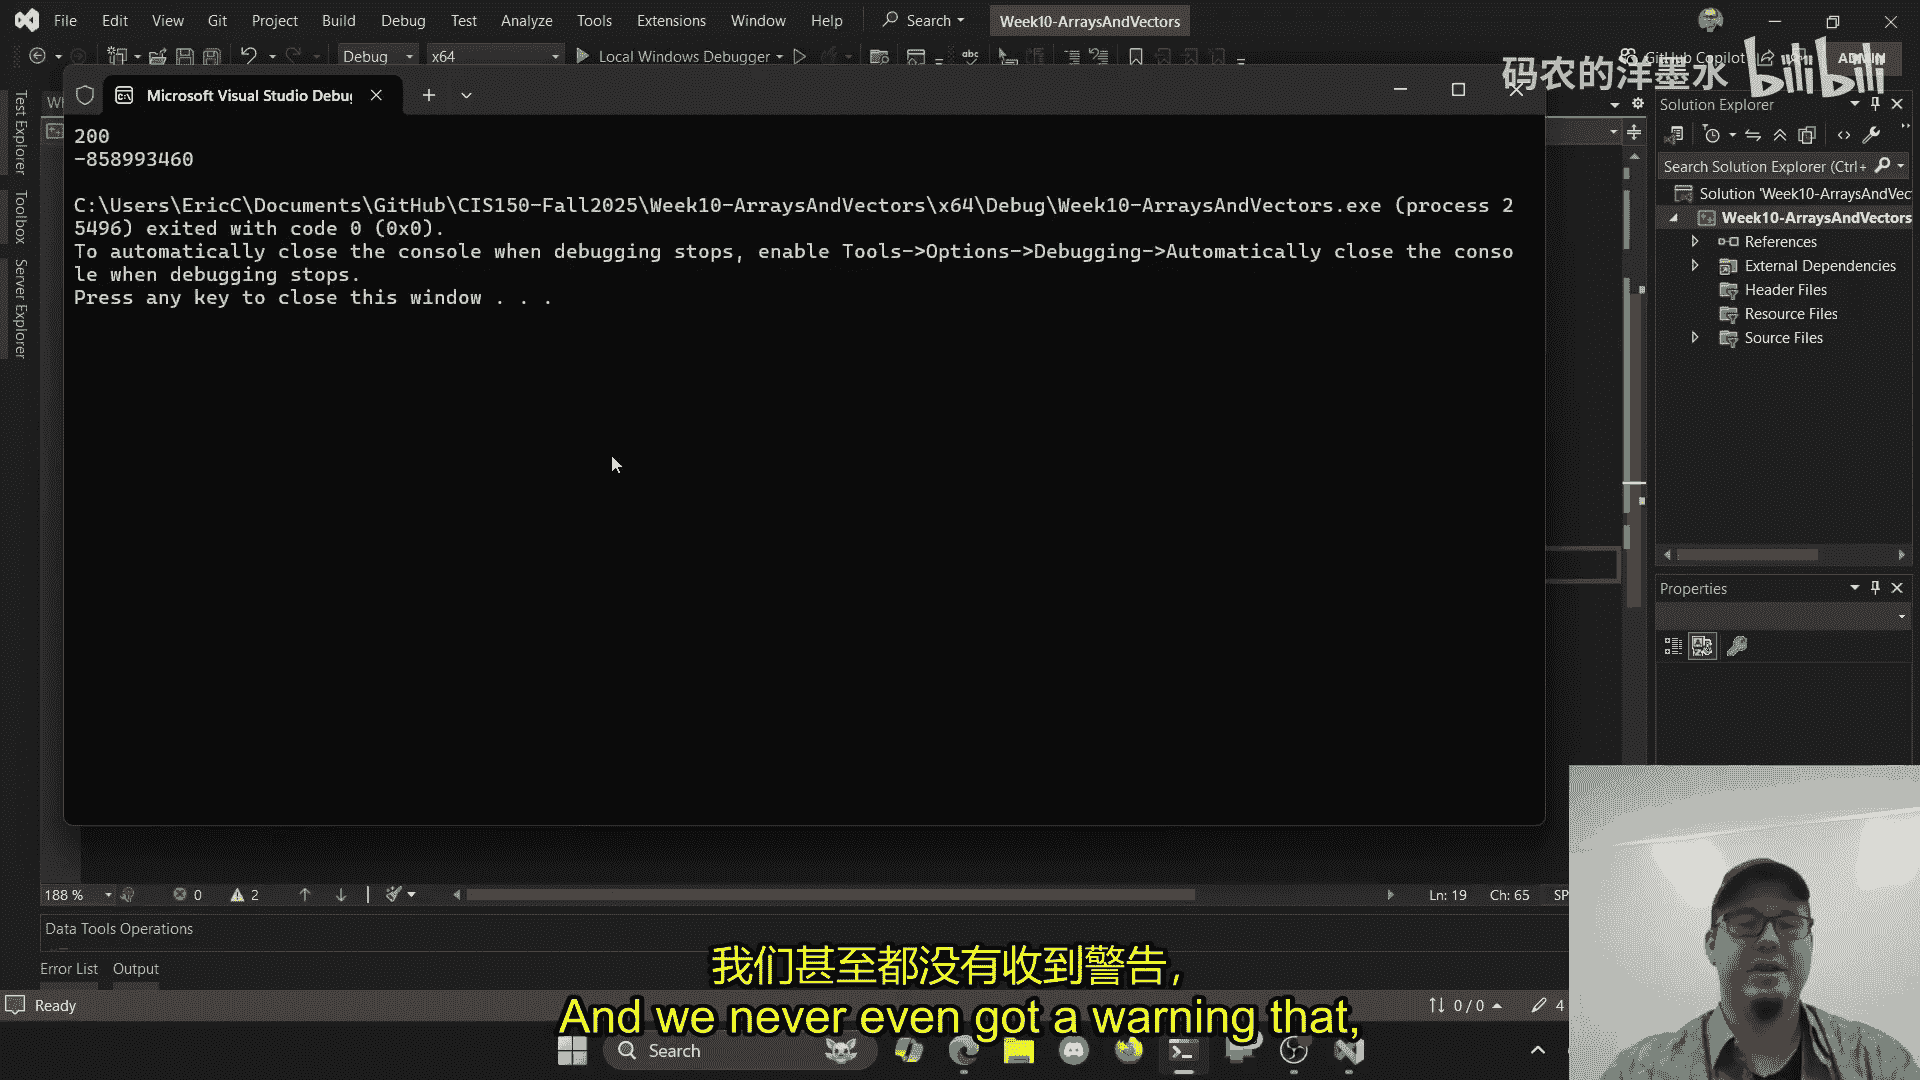 File Edit View Git Project Build Debug Test Analyze Tools Extensions Window Help Search Week10-ArraysAndVectors
Debug x64 Local Windows Debugger GitHub Copilot
码农的洋墨水 bilibili
Microsoft Visual Studio Debu
Solution Explorer
Search Solution Explorer (Ctrl+
Solution 'Week10-ArraysAndVec
Week10-ArraysAndVectors
References
External Dependencies
Header Files
Resource Files
Source Files
Properties
Test Explorer
Toolbox
Server Explorer
200
-858993460
C:\Users\EricC\Documents\GitHub\CIS150-Fall2025\Week10-ArraysAndVectors\x64\Debug\Week10-ArraysAndVectors.exe (process 2
5496) exited with code 0 (0x0).
To automatically close the console when debugging stops, enable Tools->Options->Debugging->Automatically close the conso
le when debugging stops.
Press any key to close this window . . .
188 % 0 2 Ln: 19 Ch: 65 SP
Data Tools Operations
Error List Output
Ready 0 / 0 4
我们甚至都没有收到警告,
And we never even got a warning that,
Search